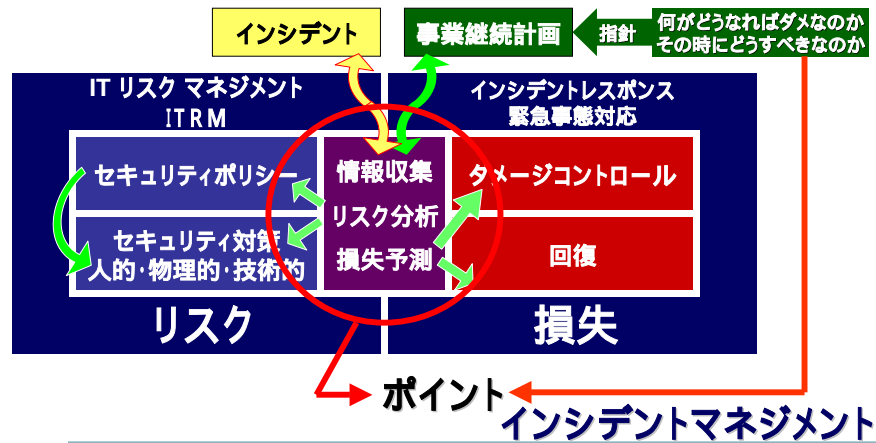 インシデント
事業継続計画
指針
何がどうなればダメなのか
その時にどうすべきなのか
IT リスク マネジメント
ITRM
インシデントレスポンス
緊急事態対応
セキュリティポリシー
情報収集
タメージコントロール
リスク分析
セキュリティ対策
人的・物理的・技術的
損失予測
回復
リスク
損失
ポイント
インシデントマネジメント